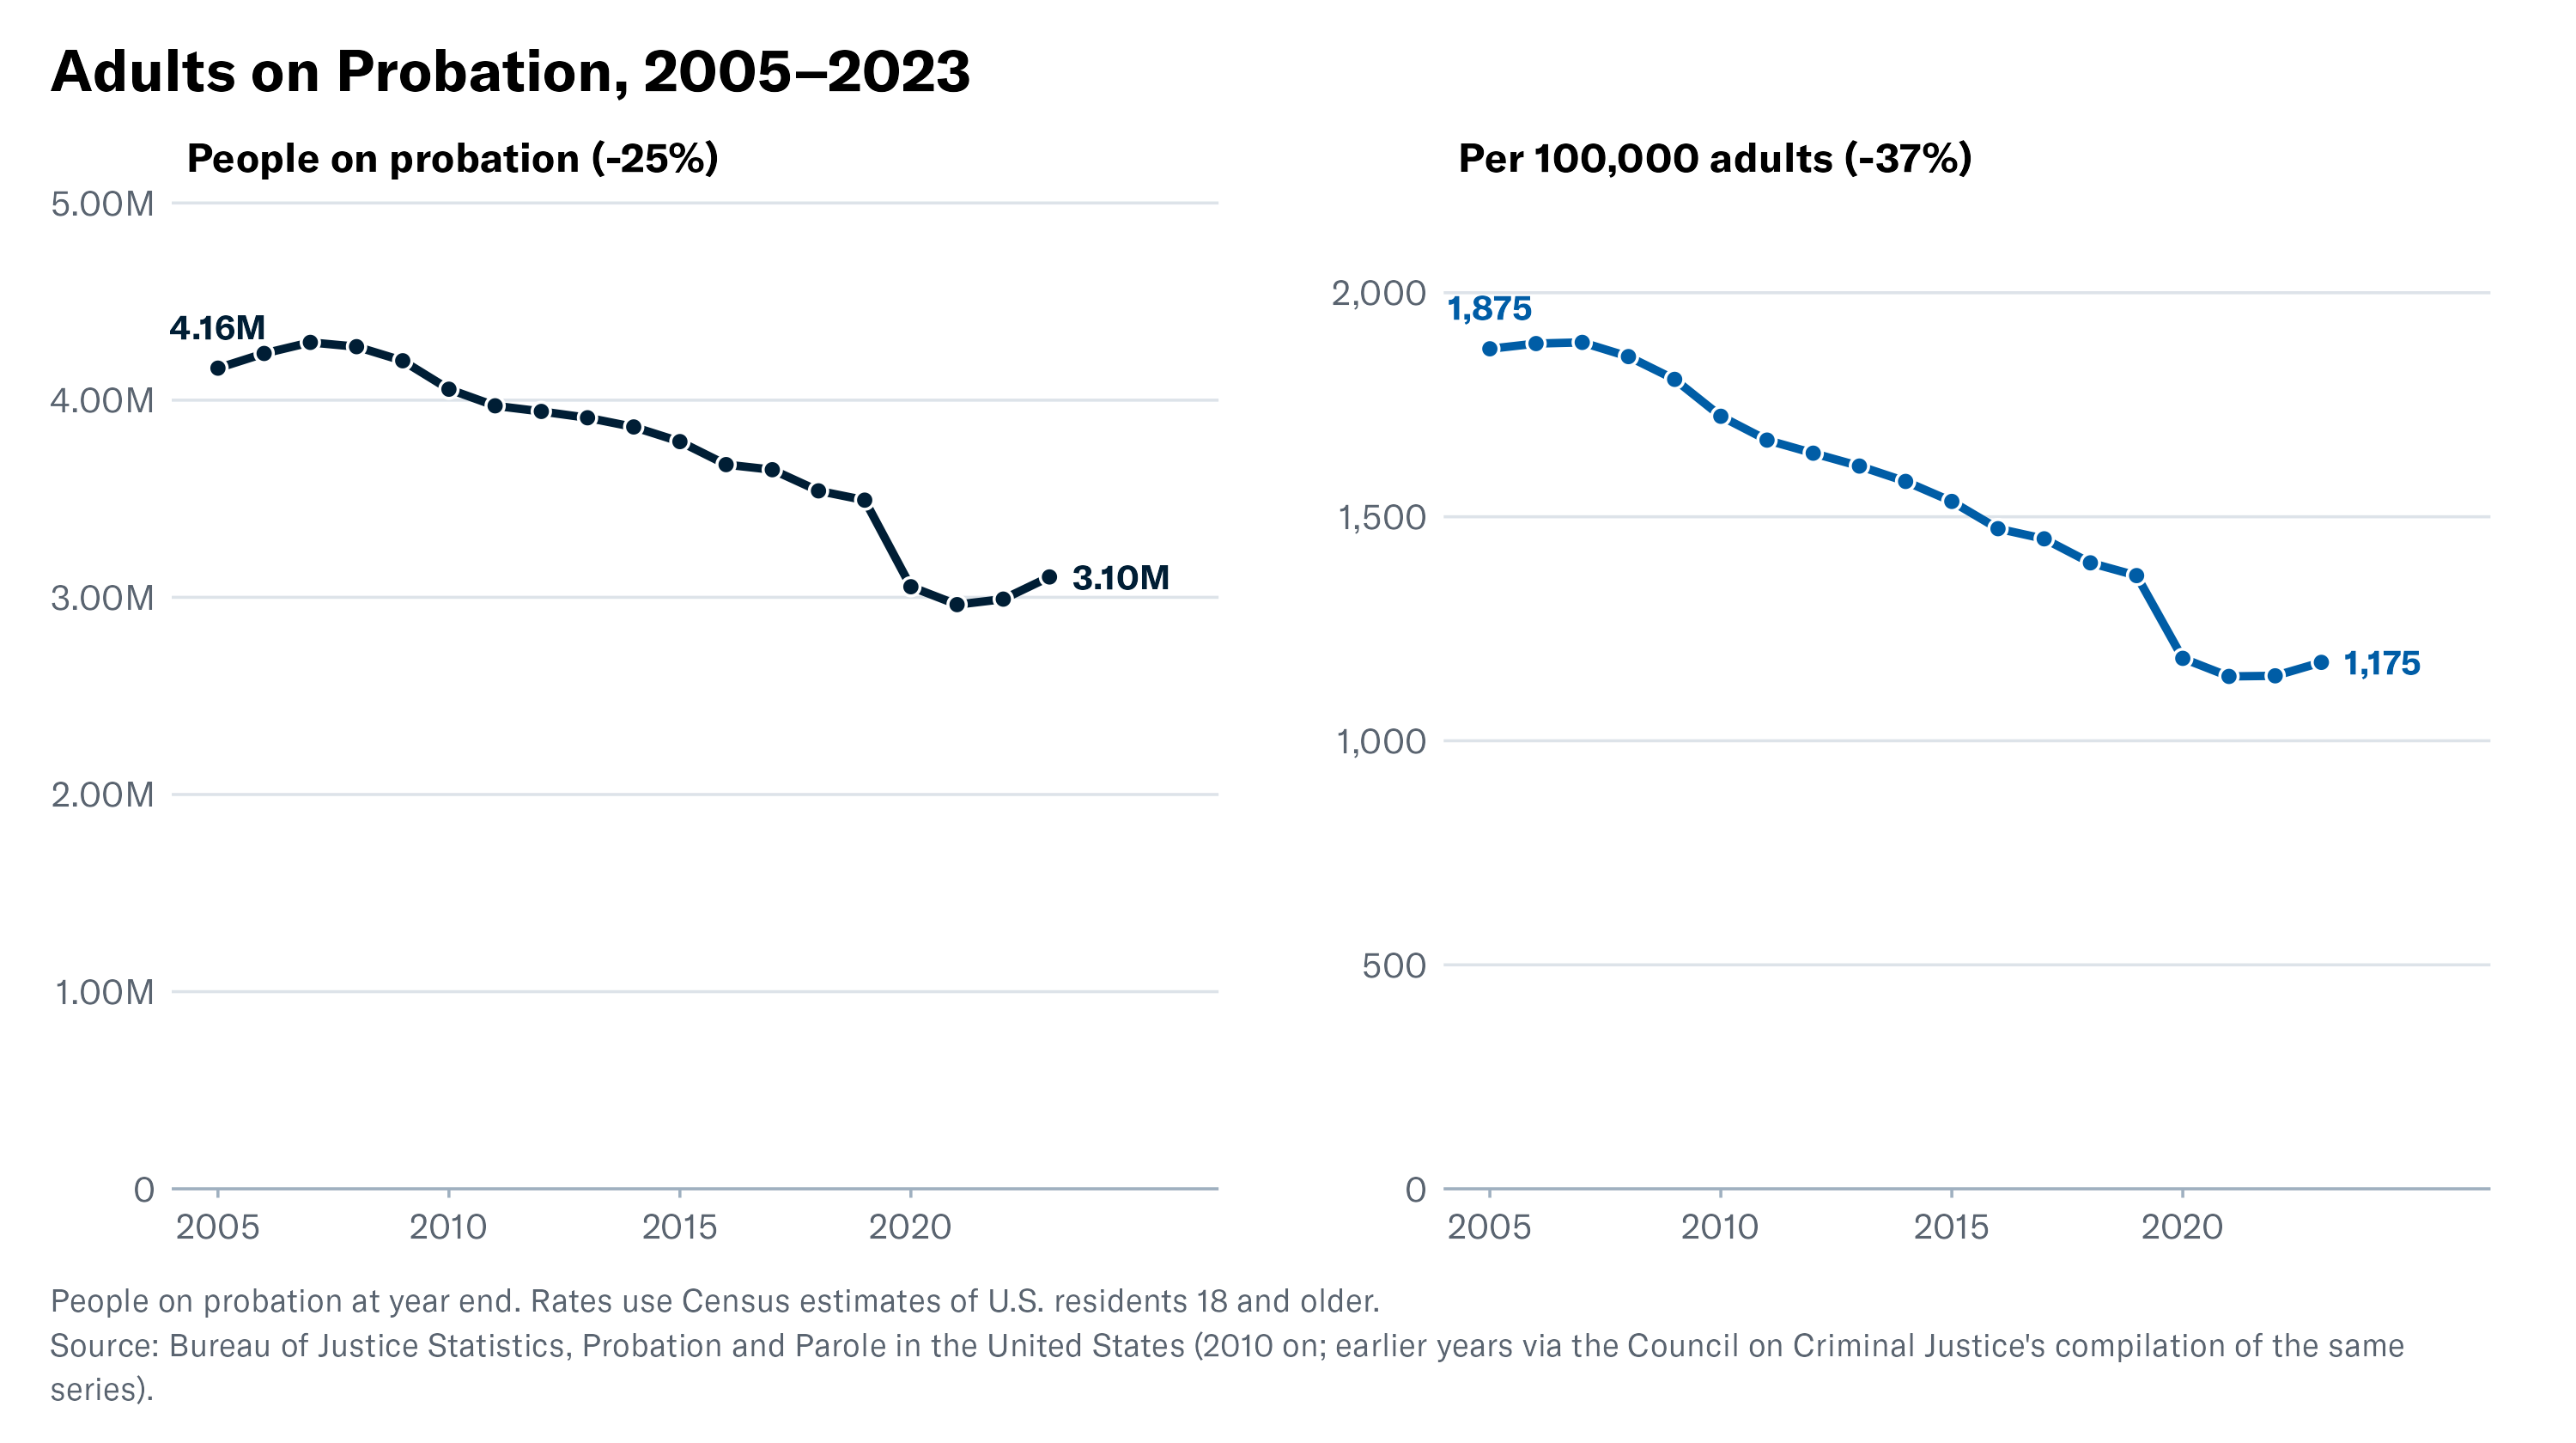 Adults on Probation, 2005–2023
People on probation (-25%)
5.00M
4.00M
3.00M
2.00M
1.00M
0
4.16M
3.10M
2005
2010
2015
2020
Per 100,000 adults (-37%)
2,000
1,500
1,000
500
0
1,875
1,175
2005
2010
2015
2020
People on probation at year end. Rates use Census estimates of U.S. residents 18 and older.
Source: Bureau of Justice Statistics, Probation and Parole in the United States (2010 on; earlier years via the Council on Criminal Justice's compilation of the same
series).